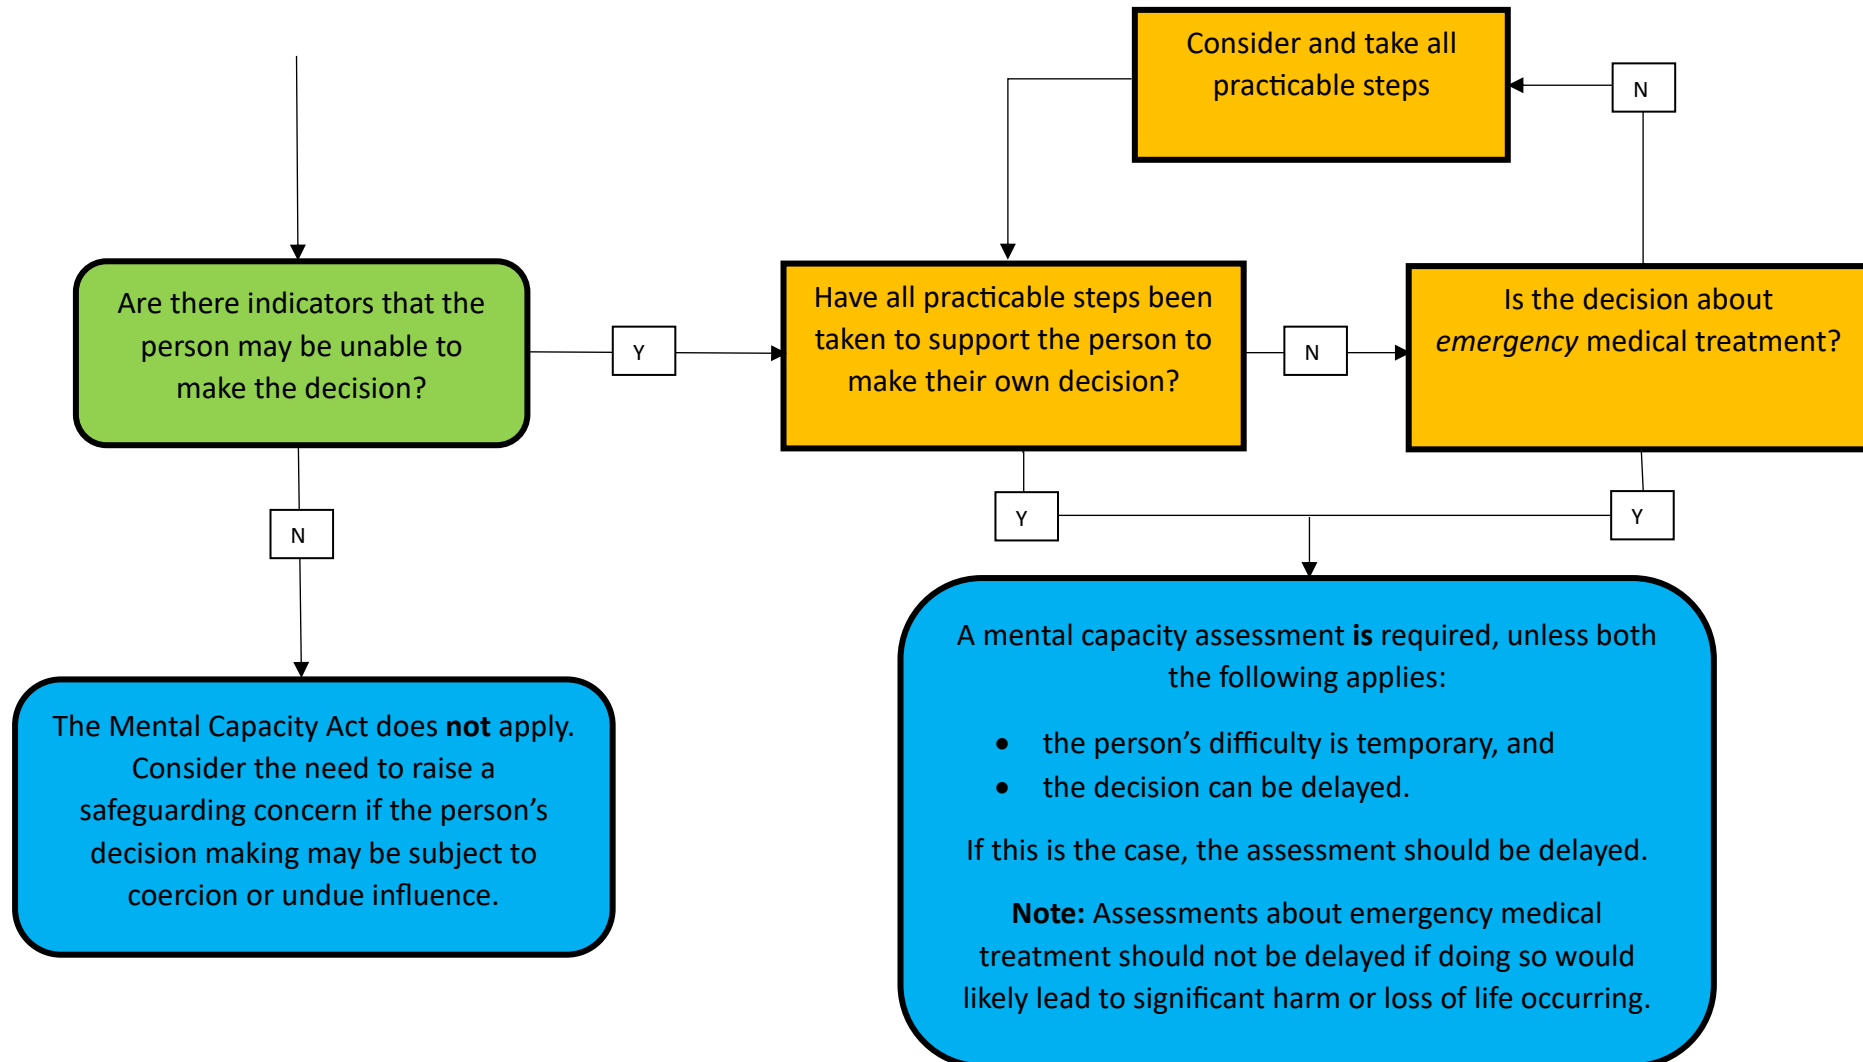 Consider and take all
practicable steps
N
Are there indicators that the
person may be unable to
make the decision?
Y
Have all practicable steps been
taken to support the person to
make their own decision?
N
Is the decision about
emergency medical treatment?
N
Y
Y
The Mental Capacity Act does not apply.
Consider the need to raise a
safeguarding concern if the person’s
decision making may be subject to
coercion or undue influence.
A mental capacity assessment is required, unless both
the following applies:
• the person’s difficulty is temporary, and
• the decision can be delayed.
If this is the case, the assessment should be delayed.
Note: Assessments about emergency medical
treatment should not be delayed if doing so would
likely lead to significant harm or loss of life occurring.